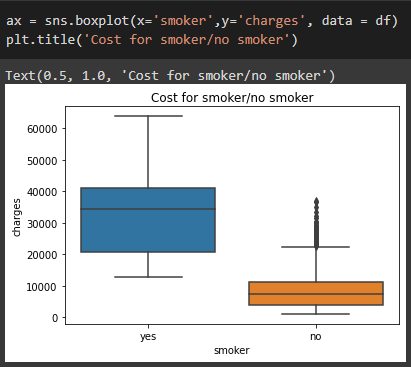 ax = sns.boxplot(x='smoker',y='charges', data = df)
plt.title('Cost for smoker/no smoker')
Text(0.5, 1.0, 'Cost for smoker/no smoker')
Cost for smoker/no smoker
60000
50000
40000
30000
20000
10000
0
charges
yes
no
smoker